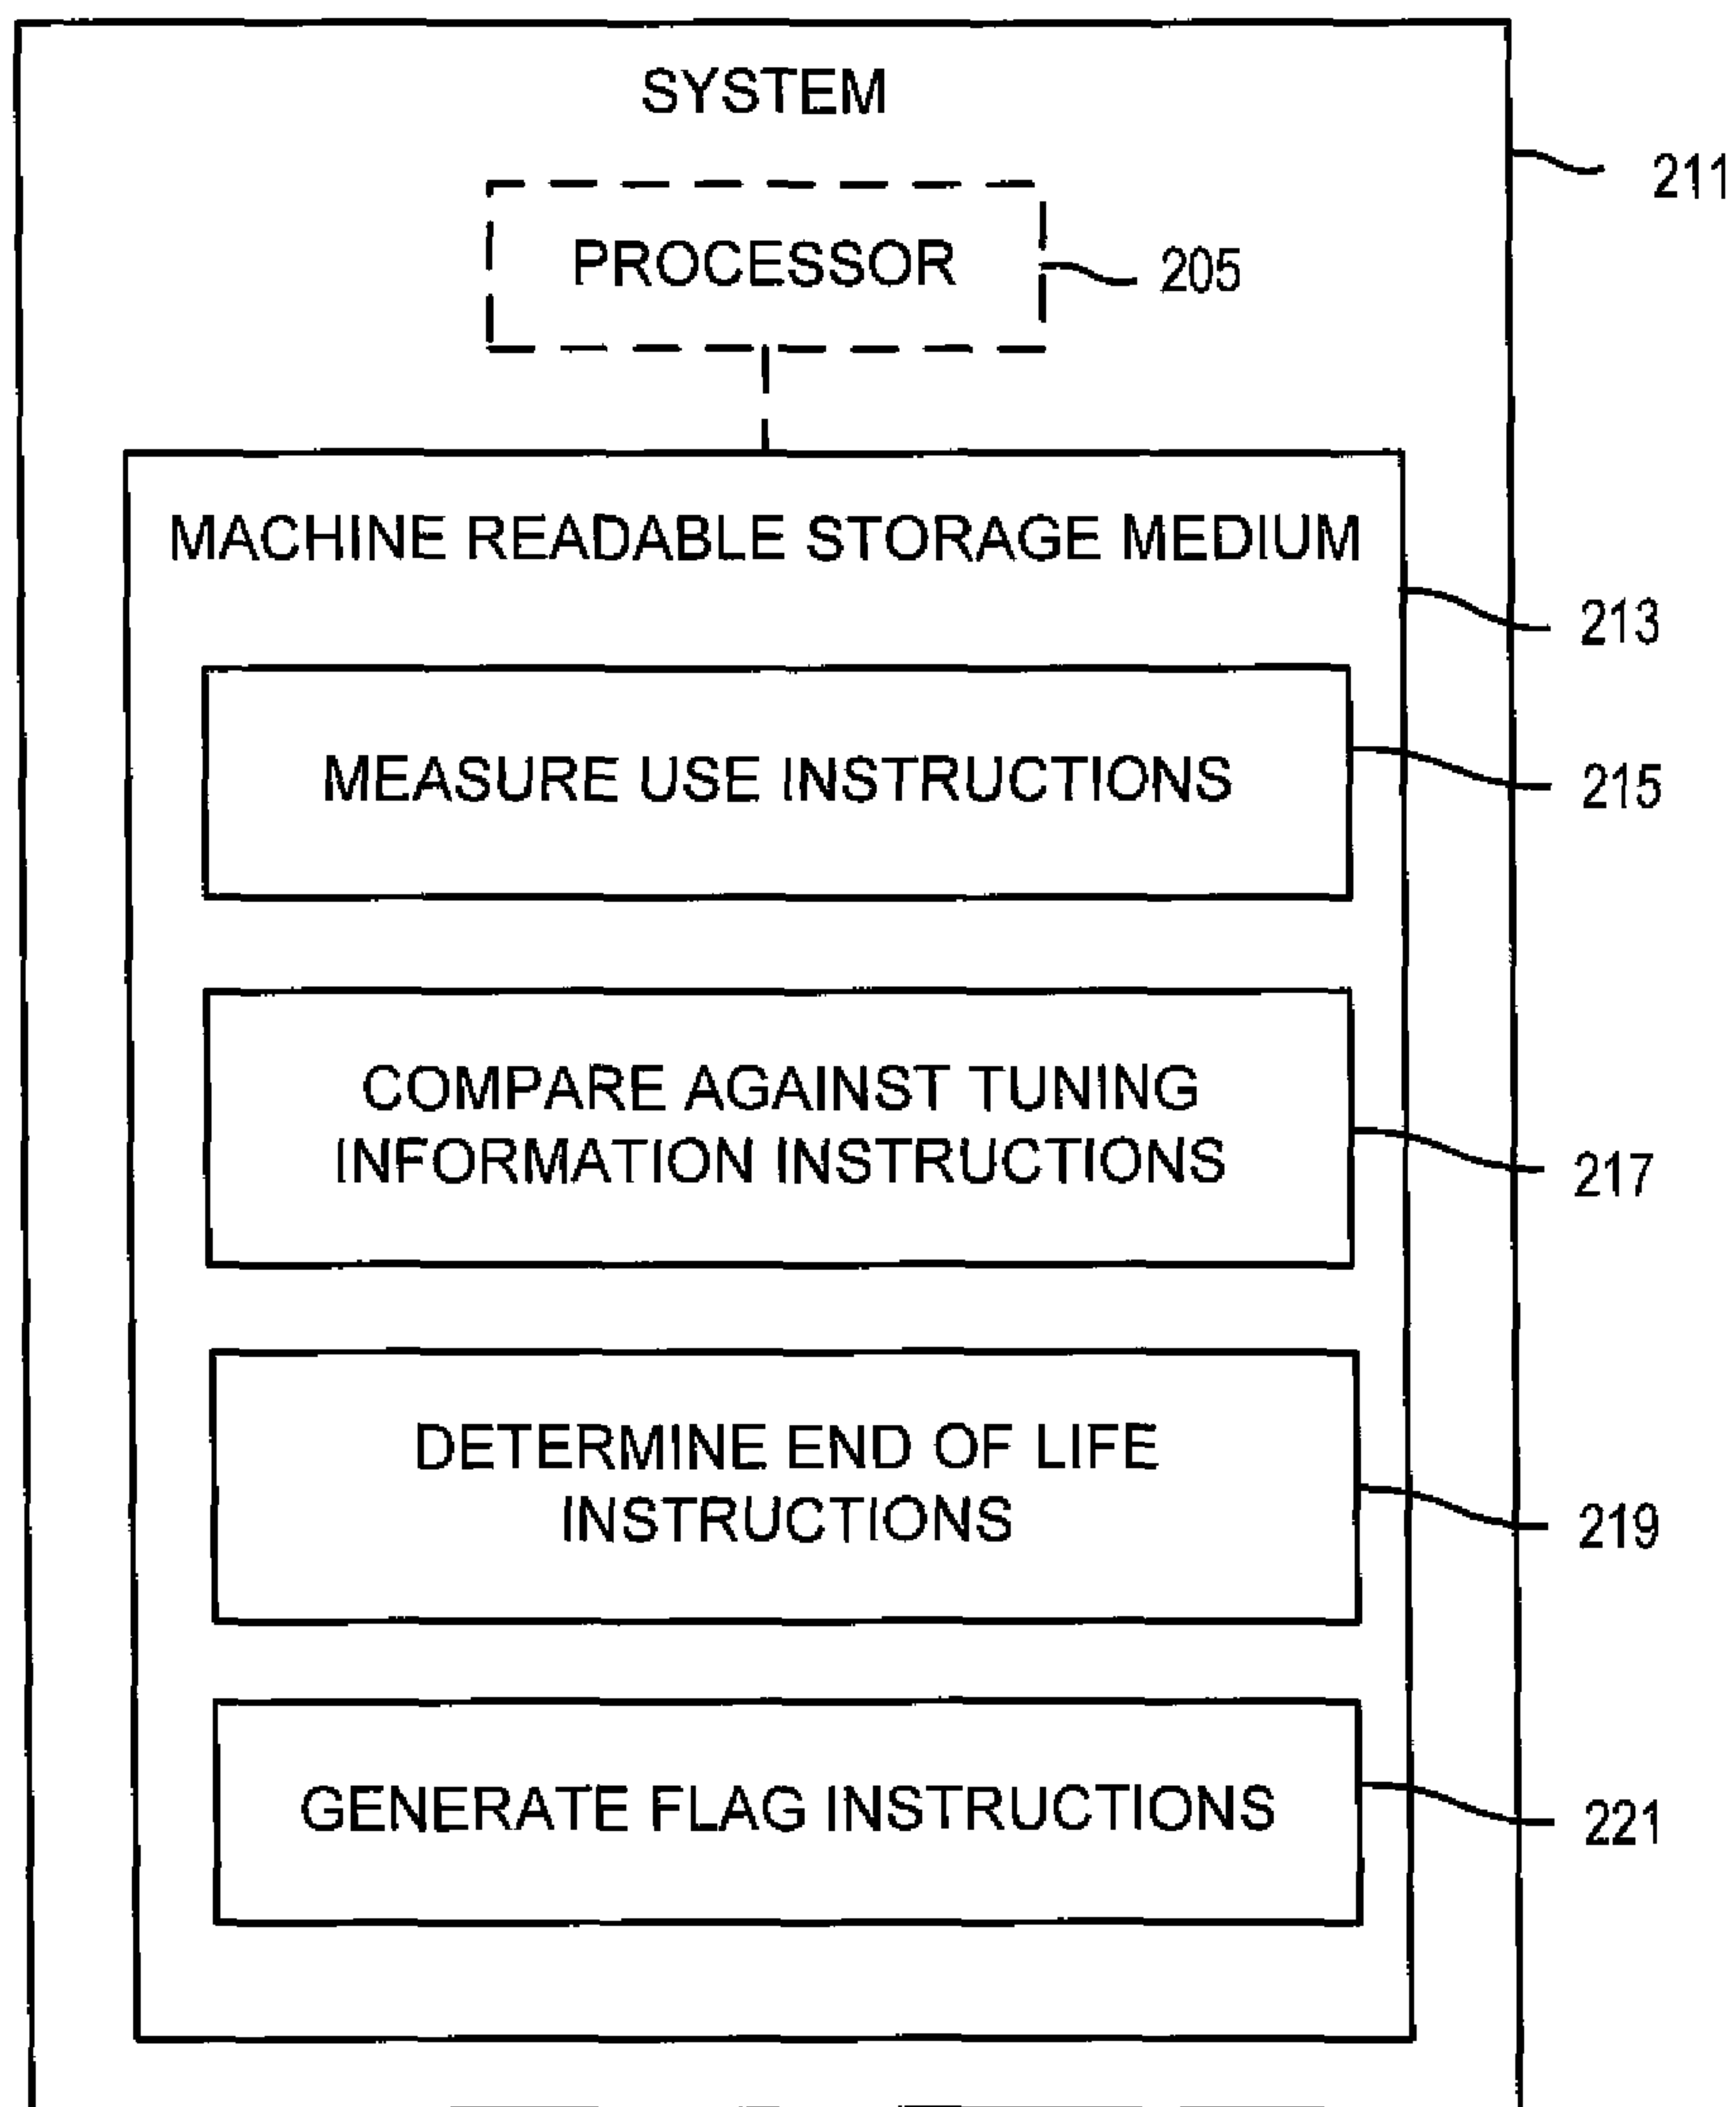 SYSTEM
211
PROCESSOR
205
MACHINE READABLE STORAGE MEDIUM
213
MEASURE USE INSTRUCTIONS
215
COMPARE AGAINST TUNING
INFORMATION INSTRUCTIONS
217
DETERMINE END OF LIFE
INSTRUCTIONS
219
GENERATE FLAG INSTRUCTIONS
221